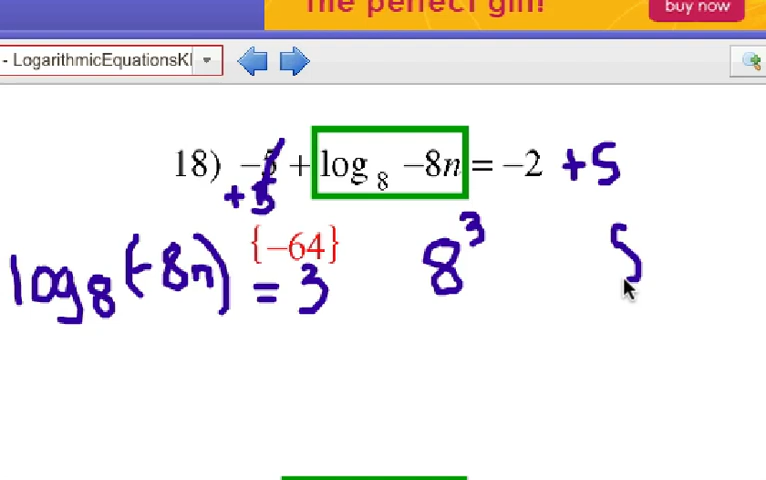 The perfect gift!
buy now
- LogarithmicEquationsK
18) -5 + log₈ -8n = -2 +5
+5
{-64}
log₈(-8n) = 3 8³ 5